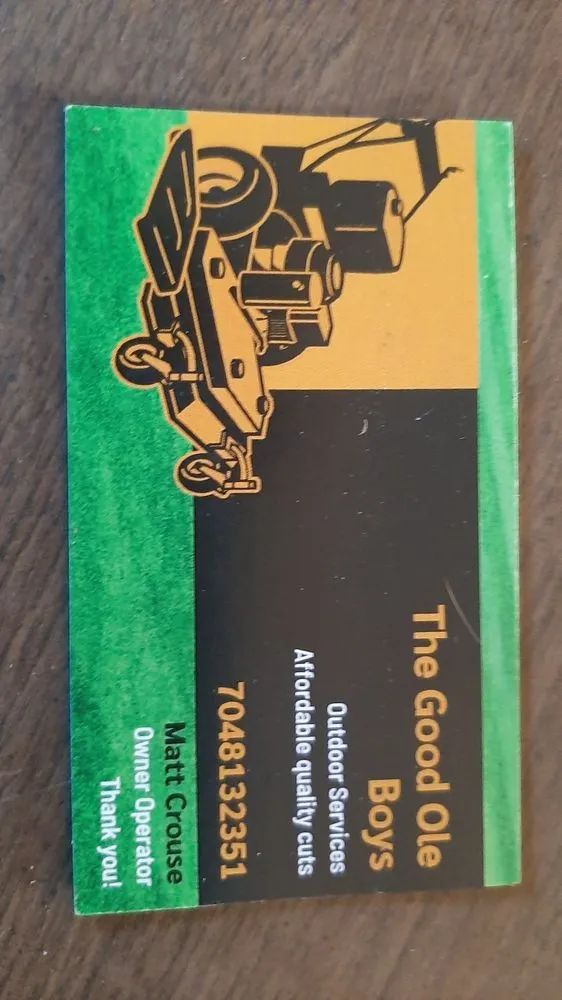 The Good Ole
Boys
Outdoor Services
Affordable quality cuts
7048132351
Matt Crouse
Owner Operator
Thank you!